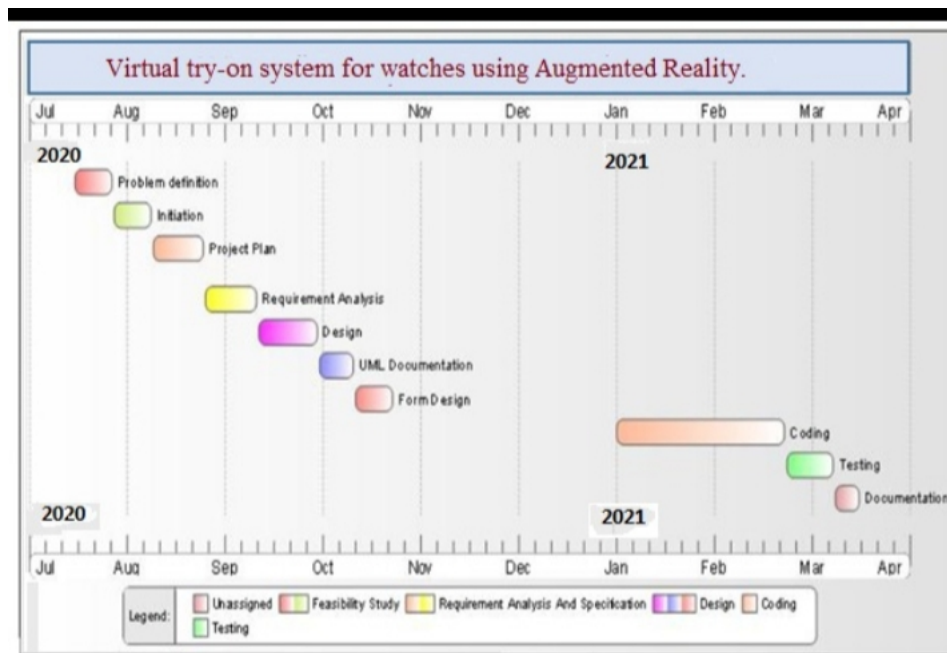 Virtual try-on system for watches using Augmented Reality.
Jul Aug Sep Oct Nov Dec Jan Feb Mar Apr
2020 2021
Problem definition
Initiation
Project Plan
Requirement Analysis
Design
UML Documentation
Form Design
Coding
Testing
Documentation
2020 2021
Jul Aug Sep Oct Nov Dec Jan Feb Mar Apr
Legend: Unassigned Feasibility Study Requirement Analysis And Specification Design Coding
Testing